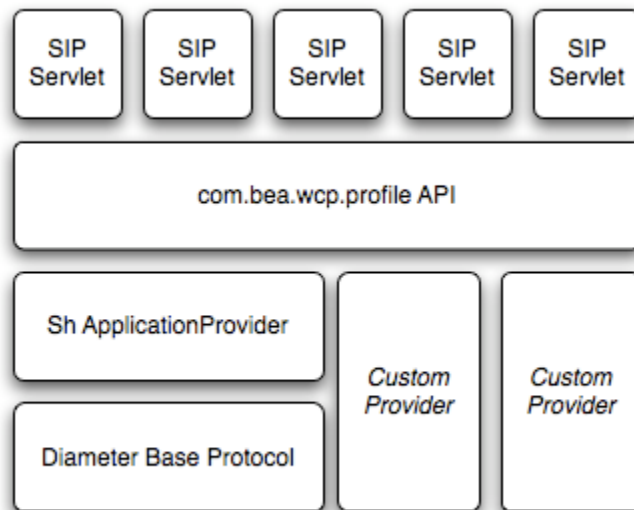 SIP
Servlet
SIP
Servlet
SIP
Servlet
SIP
Servlet
SIP
Servlet
com.bea.wcp.profile API
Sh ApplicationProvider
Custom
Provider
Custom
Provider
Diameter Base Protocol